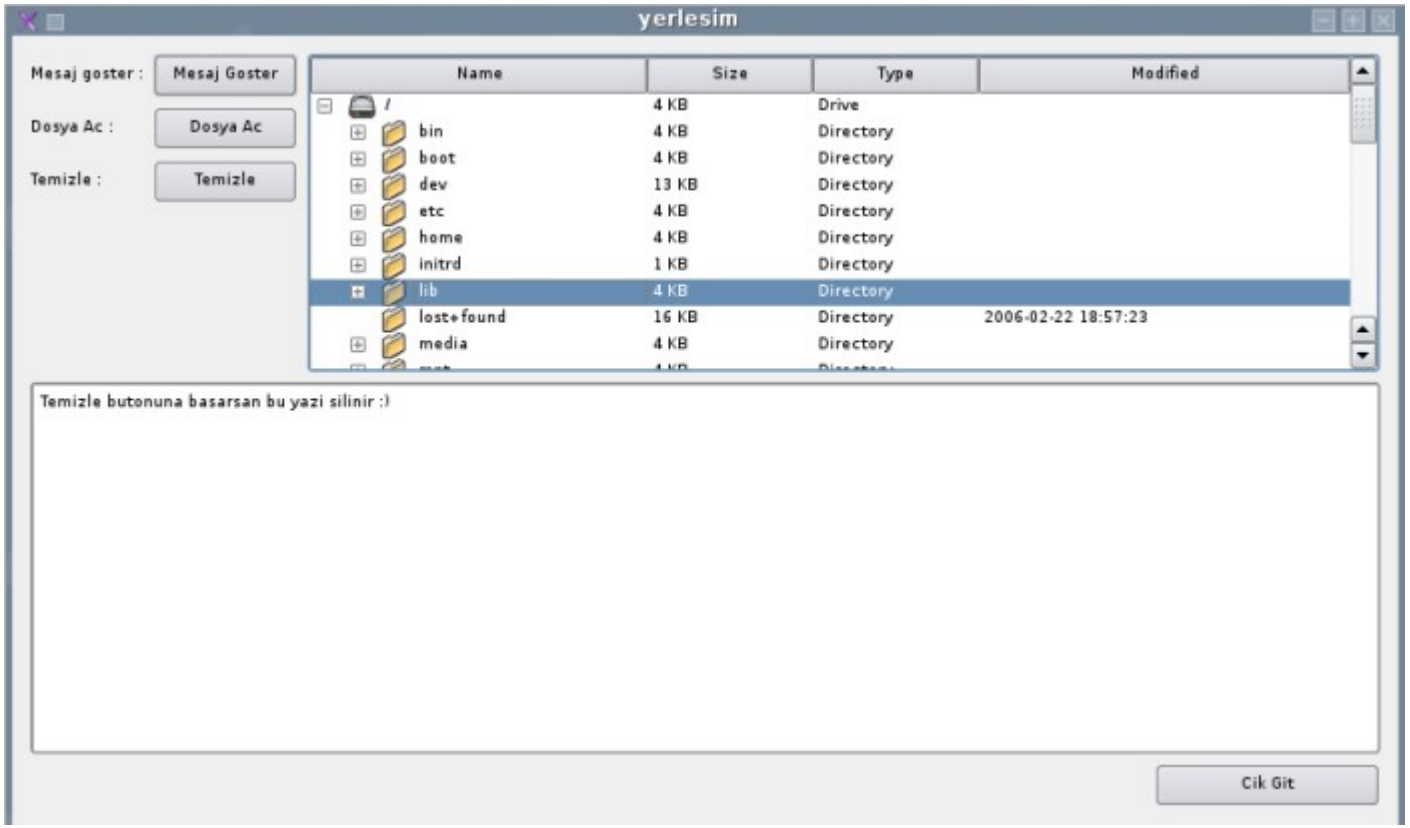 yerlesim
Mesaj goster : Mesaj Goster
Dosya Ac : Dosya Ac
Temizle : Temizle
Name Size Type Modified
/ 4 KB Drive
bin 4 KB Directory
boot 4 KB Directory
dev 13 KB Directory
etc 4 KB Directory
home 4 KB Directory
initrd 1 KB Directory
lib 4 KB Directory
lost+found 16 KB Directory 2006-02-22 18:57:23
media 4 KB Directory
Temizle butonuna basarsan bu yazi silinir :)
Cik Git